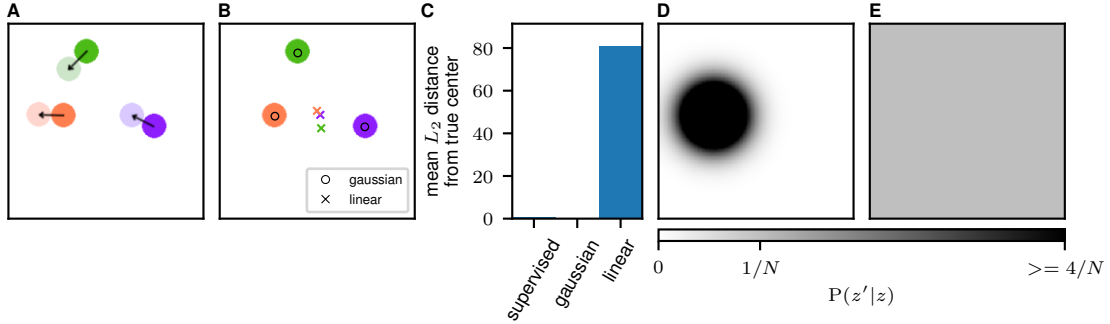 A
B
gaussian
linear
C
mean L2 distance
from true center
80
60
40
20
0
supervised
gaussian
linear
D
E
0
1/N
>= 4/N
P(z'|z)